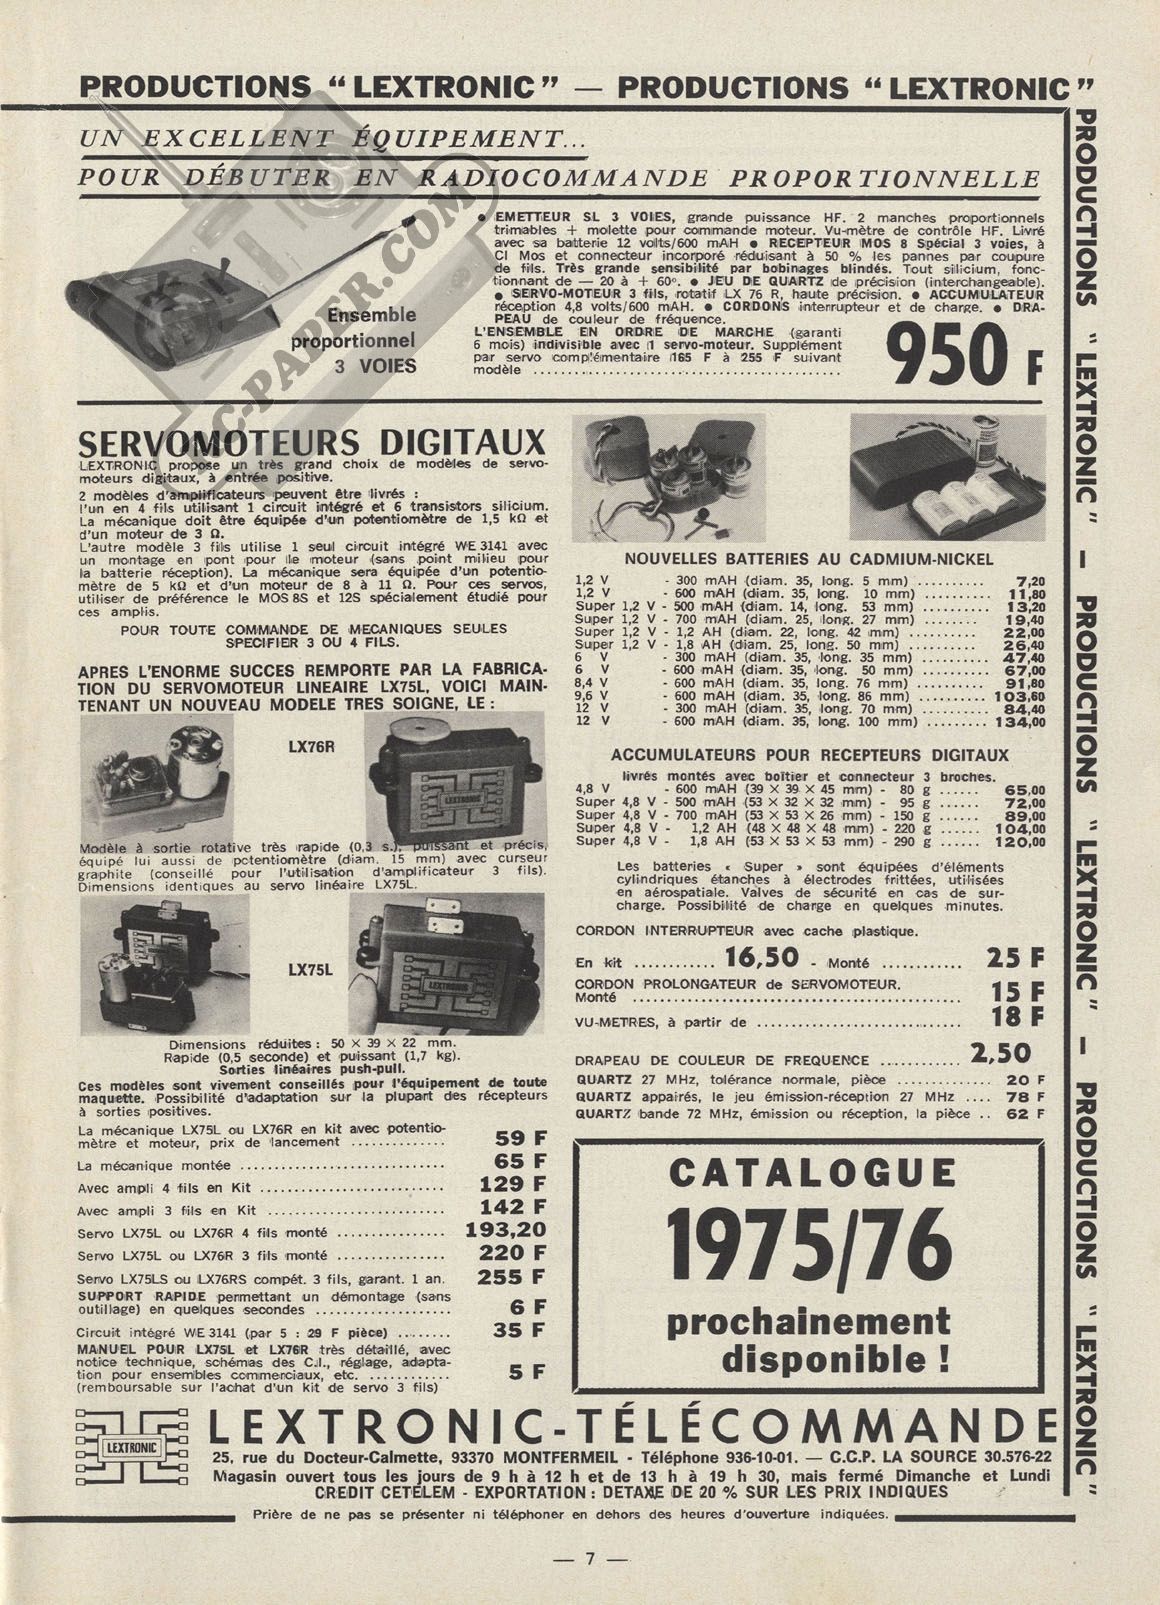 PRODUCTIONS “LEXTRONIC” — PRODUCTIONS “LEXTRONIC”
UN EXCELLENT ÉQUIPEMENT...
POUR DÉBUTER EN RADIOCOMMANDE PROPORTIONNELLE
RC-PAPER.COM
Ensemble
proportionnel
3 VOIES
● EMETTEUR SL 3 VOIES, grande puissance HF. 2 manches proportionnels
trimables + molette pour commande moteur. Vu-mètre de contrôle HF. Livré
avec sa batterie 12 volts/600 mAH ● RECEPTEUR MOS 8 Spécial 3 voies, à
CI Mos et connecteur incorporé réduisant à 50 % les pannes par coupure
de fils. Très grande sensibilité par bobinages blindés. Tout silicium, fonc-
tionnant de — 20 à + 60°. ● JEU DE QUARTZ de précision (interchangeable).
● SERVO-MOTEUR 3 fils, rotatif LX 76 R, haute précision. ● ACCUMULATEUR
réception 4,8 volts/600 mAH. ● CORDONS interrupteur et de charge. ● DRA-
PEAU de couleur de fréquence.
L'ENSEMBLE EN ORDRE DE MARCHE (garanti
6 mois) indivisible avec 1 servo-moteur. Supplément
par servo complémentaire 165 F à 255 F suivant
modèle ........................................ 950 F
SERVOMOTEURS DIGITAUX
LEXTRONIC propose un très grand choix de modèles de servo-
moteurs digitaux, à entrée positive.
2 modèles d'amplificateurs peuvent être livrés :
l'un en 4 fils utilisant 1 circuit intégré et 6 transistors silicium.
La mécanique doit être équipée d'un potentiomètre de 1,5 kΩ et
d'un moteur de 3 Ω.
L'autre modèle 3 fils utilise 1 seul circuit intégré WE 3141 avec
un montage en pont pour le moteur (sans point milieu pour
la batterie réception). La mécanique sera équipée d'un potentio-
mètre de 5 kΩ et d'un moteur de 8 à 11 Ω. Pour ces servos,
utiliser de préférence le MOS 8S et 12S spécialement étudié pour
ces amplis.
POUR TOUTE COMMANDE DE MECANIQUES SEULES
SPECIFIER 3 OU 4 FILS.
APRES L'ENORME SUCCES REMPORTE PAR LA FABRICA-
TION DU SERVOMOTEUR LINEAIRE LX75L, VOICI MAIN-
TENANT UN NOUVEAU MODELE TRES SOIGNE, LE :
LX76R
LEXTRONIC
Modèle à sortie rotative très rapide (0,3 s.), puissant et précis,
équipé lui aussi de potentiomètre (diam. 15 mm) avec curseur
graphite (conseillé pour l'utilisation d'amplificateur 3 fils).
Dimensions identiques au servo linéaire LX75L.
LX75L
LEXTRONIC
Dimensions réduites : 50 × 39 × 22 mm.
Rapide (0,5 seconde) et puissant (1,7 kg).
Sorties linéaires push-pull.
Ces modèles sont vivement conseillés pour l'équipement de toute
maquette. Possibilité d'adaptation sur la plupart des récepteurs
à sorties positives.
La mécanique LX75L ou LX76R en kit avec potentio-
mètre et moteur, prix de lancement .............. 59 F
La mécanique montée .............................. 65 F
Avec ampli 4 fils en Kit ........................... 129 F
Avec ampli 3 fils en Kit .......................... 142 F
Servo LX75L ou LX76R 4 fils monté ................ 193,20
Servo LX75L ou LX76R 3 fils monté ................ 220 F
Servo LX75LS ou LX76RS compét. 3 fils, garant. 1 an. 255 F
SUPPORT RAPIDE permettant un démontage (sans
outillage) en quelques secondes .................... 6 F
Circuit intégré WE 3141 (par 5 : 29 F pièce) ........ 35 F
MANUEL POUR LX75L et LX76R très détaillé, avec
notice technique, schémas des C.I., réglage, adapta-
tion pour ensembles commerciaux, etc. ............ 5 F
(remboursable sur l'achat d'un kit de servo 3 fils)
NOUVELLES BATTERIES AU CADMIUM-NICKEL
1,2 V - 300 mAH (diam. 35, long. 5 mm) .......... 7,20
1,2 V - 600 mAH (diam. 35, long. 10 mm) .......... 11,80
Super 1,2 V - 500 mAH (diam. 14, long. 53 mm) .......... 13,20
Super 1,2 V - 700 mAH (diam. 25, long. 27 mm) .......... 19,40
Super 1,2 V - 1,2 AH (diam. 22, long. 42 mm) .......... 22,00
Super 1,2 V - 1,8 AH (diam. 25, long. 50 mm) .......... 26,40
6 V - 300 mAH (diam. 35, long. 35 mm) .......... 47,40
6 V - 600 mAH (diam. 35, long. 50 mm) .......... 67,00
8,4 V - 600 mAH (diam. 35, long. 76 mm) .......... 91,80
9,6 V - 600 mAH (diam. 35, long. 86 mm) .......... 103,60
12 V - 300 mAH (diam. 35, long. 70 mm) .......... 84,40
12 V - 600 mAH (diam. 35, long. 100 mm) ......... 134,00
ACCUMULATEURS POUR RECEPTEURS DIGITAUX
livrés montés avec boîtier et connecteur 3 broches.
4,8 V - 600 mAH (39 × 39 × 45 mm) - 80 g ...... 65,00
Super 4,8 V - 500 mAH (53 × 32 × 32 mm) - 95 g ...... 72,00
Super 4,8 V - 700 mAH (53 × 53 × 26 mm) - 150 g ...... 89,00
Super 4,8 V - 1,2 AH (48 × 48 × 48 mm) - 220 g ...... 104,00
Super 4,8 V - 1,8 AH (53 × 53 × 53 mm) - 290 g ...... 120,00
Les batteries « Super » sont équipées d'éléments
cylindriques étanches à électrodes frittées, utilisées
en aérospatiale. Valves de sécurité en cas de sur-
charge. Possibilité de charge en quelques minutes.
CORDON INTERRUPTEUR avec cache plastique.
En kit ............ 16,50 - Monté ............ 25 F
CORDON PROLONGATEUR de SERVOMOTEUR.
Monté ............................................... 15 F
VU-METRES, à partir de .............................. 18 F
DRAPEAU DE COULEUR DE FREQUENCE ............ 2,50
QUARTZ 27 MHz, tolérance normale, pièce .............. 20 F
QUARTZ appairés, le jeu émission-réception 27 MHz .... 78 F
QUARTZ bande 72 MHz, émission ou réception, la pièce .. 62 F
CATALOGUE
1975/76
prochainement
disponible !
PRODUCTIONS “LEXTRONIC” — PRODUCTIONS “LEXTRONIC” — PRODUCTIONS “LEXTRONIC”
LEXTRONIC
LEXTRONIC-TÉLÉCOMMANDE
25, rue du Docteur-Calmette, 93370 MONTFERMEIL - Téléphone 936-10-01. — C.C.P. LA SOURCE 30.576-22
Magasin ouvert tous les jours de 9 h à 12 h et de 13 h à 19 h 30, mais fermé Dimanche et Lundi
CREDIT CETELEM - EXPORTATION : DETAXE DE 20 % SUR LES PRIX INDIQUES
Prière de ne pas se présenter ni téléphoner en dehors des heures d'ouverture indiquées.
— 7 —